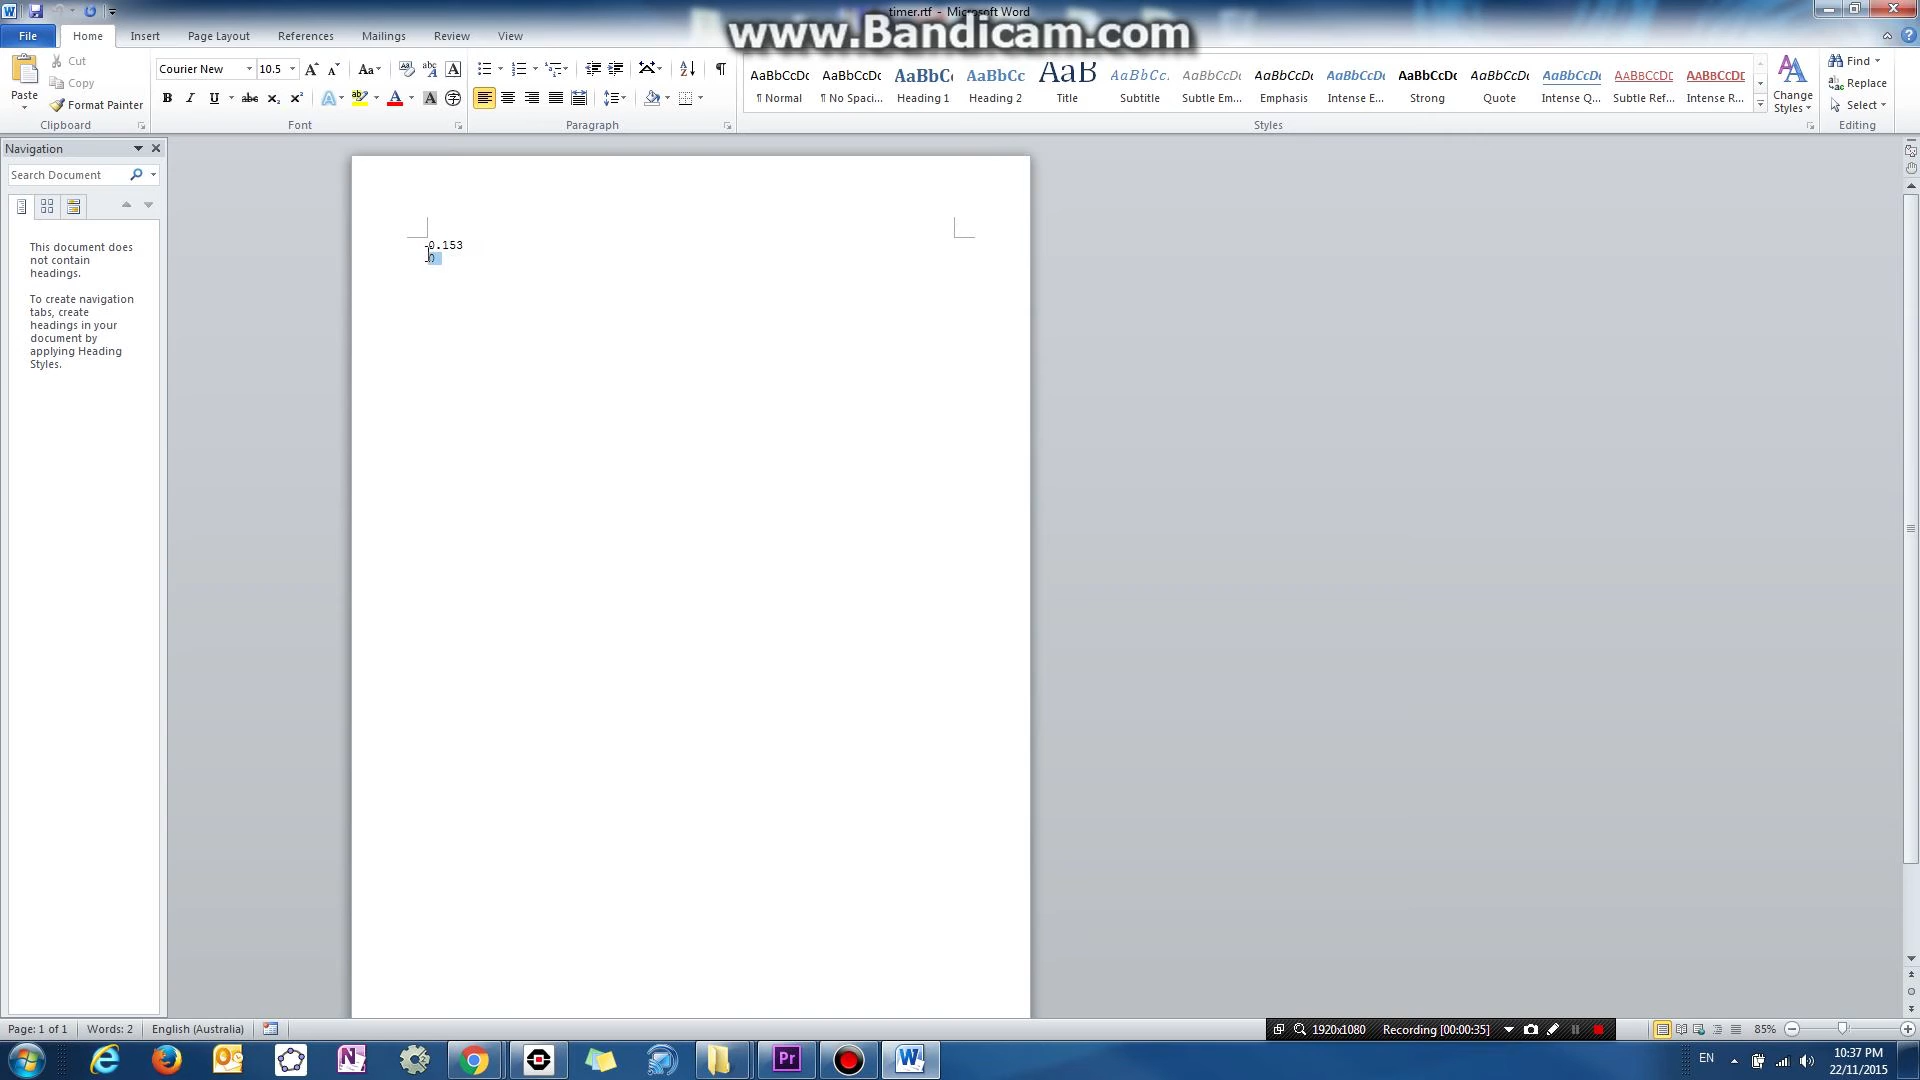 timer.rtf - Microsoft Word
www.Bandicam.com
File Home Insert Page Layout References Mailings Review View
Cut
Copy
Format Painter
Paste
Clipboard
Courier New 10.5
Font
Paragraph
AaBbCcDc AaBbCcDc AaBbC AaBbCc AaB AaBbCc. AaBbCcDc AaBbCcDc AaBbCcDc AaBbCcDc AaBbCcDc AaBbCcDc AABBCCDC AABBCCDC
¶ Normal ¶ No Spaci... Heading 1 Heading 2 Title Subtitle Subtle Em... Emphasis Intense E... Strong Quote Intense Q... Subtle Ref... Intense R...
Change Styles
Styles
Find
Replace
Select
Editing
Navigation
Search Document
This document does
not contain
headings.
To create navigation
tabs, create
headings in your
document by
applying Heading
Styles.
0.153
0
Page: 1 of 1 Words: 2 English (Australia)
1920x1080 Recording [00:00:35]
85%
EN
10:37 PM
22/11/2015